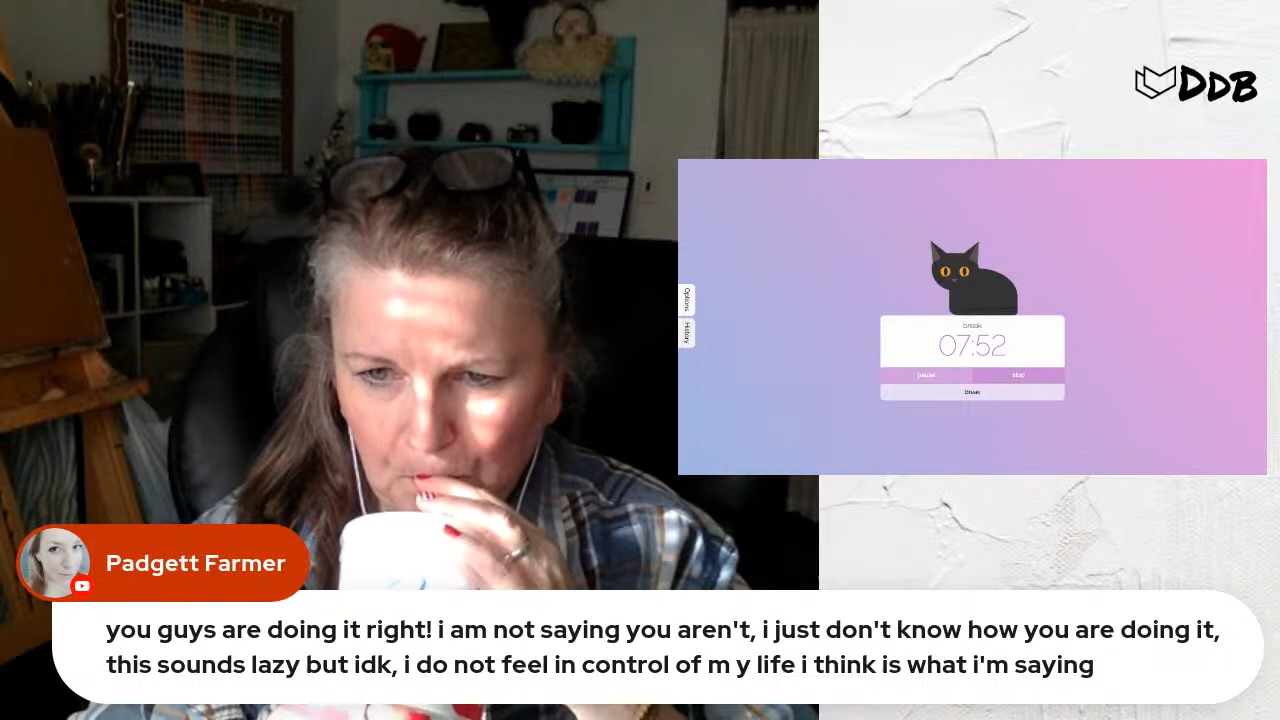 DDB
Options
History
break
07:52
pause
stop
Break
Padgett Farmer
you guys are doing it right! i am not saying you aren't, i just don't know how you are doing it,
this sounds lazy but idk, i do not feel in control of m y life i think is what i'm saying